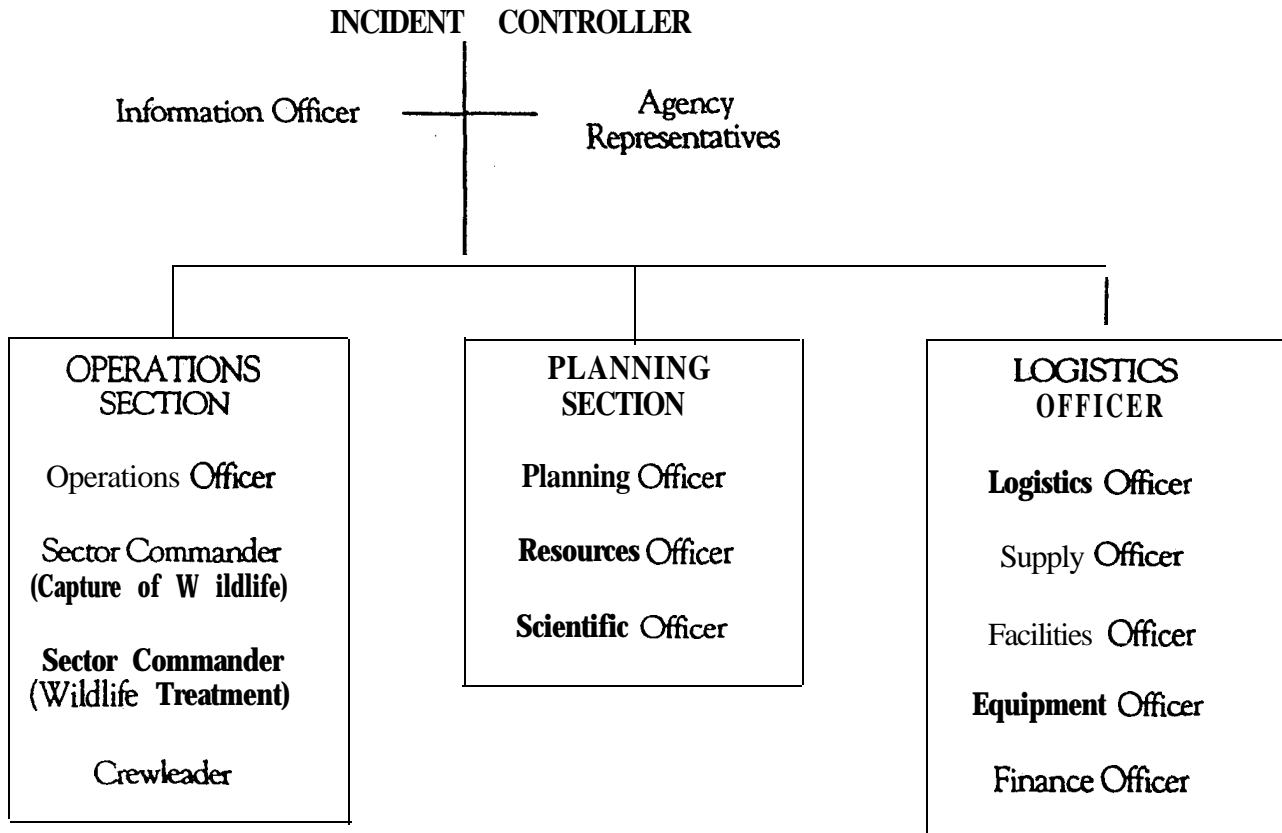 INCIDENT CONTROLLER
Information Officer
Agency
Representatives
OPERATIONS
SECTION
Operations Officer
Sector Commander
(Capture of W ildlife)
Sector Commander
(Wildlife Treatment)
Crewleader
PLANNING
SECTION
Planning Officer
Resources Officer
Scientific Officer
LOGISTICS
OFFICER
Logistics Officer
Supply Officer
Facilities Officer
Equipment Officer
Finance Officer